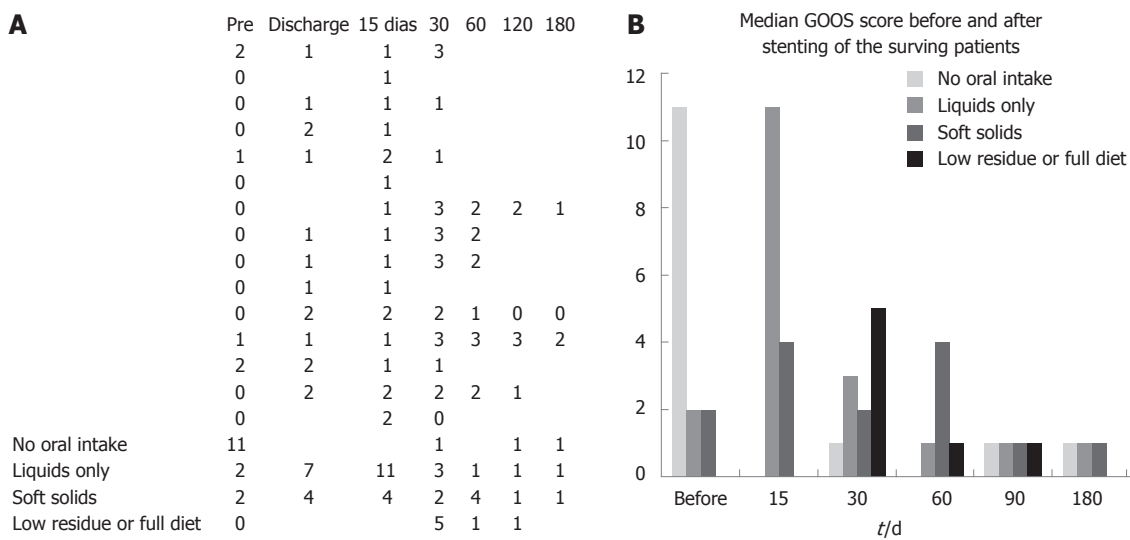 A
Pre Discharge 15 dias 30 60 120 180
2 1 1 3
0 1
0 1 1 1
0 2 1
1 1 2 1
0 1
0 1 3 2 2 1
0 1 1 3 2
0 1 1 3 2
0 1 1
0 2 2 2 1 0 0
1 1 1 3 3 3 2
2 2 1 1
0 2 2 2 2 1
0 2 0
No oral intake 11 1 1 1
Liquids only 2 7 11 3 1 1 1
Soft solids 2 4 4 2 4 1 1
Low residue or full diet 0 5 1 1
B
Median GOOS score before and after
stenting of the surving patients
12
10
8
6
4
2
0
No oral intake
Liquids only
Soft solids
Low residue or full diet
Before 15 30 60 90 180
t/d